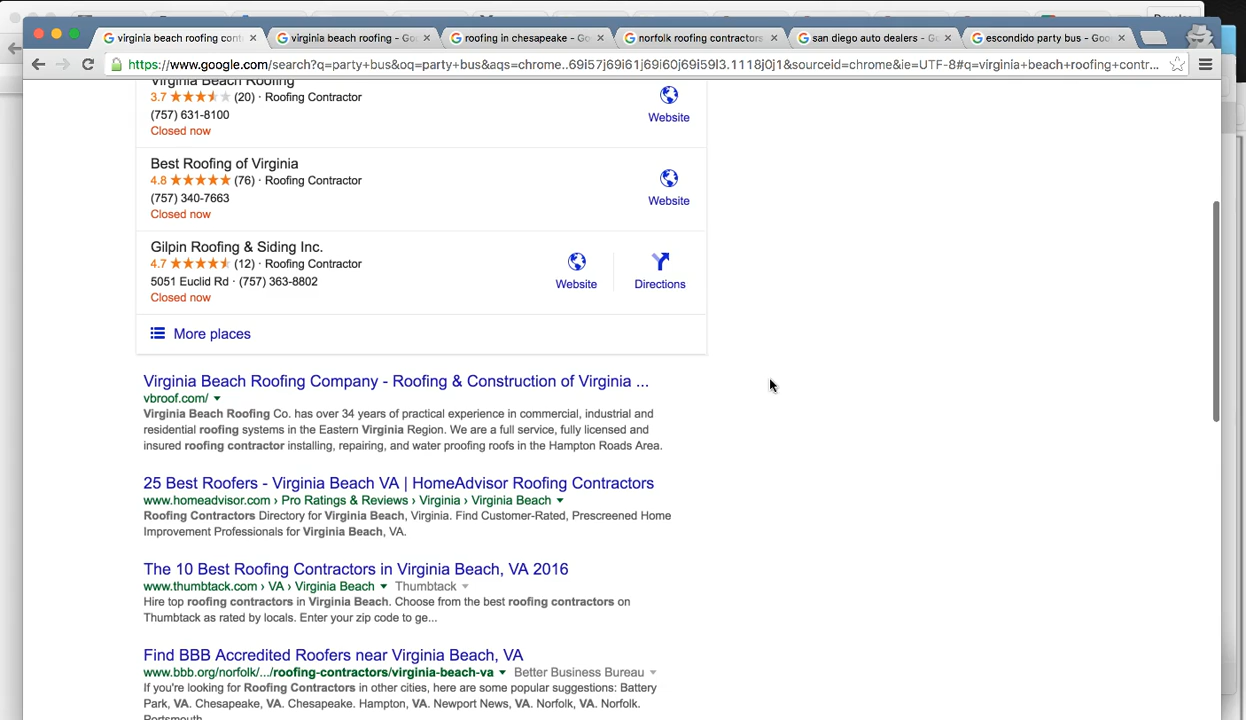 virginia beach roofing cont
virginia beach roofing - Go
roofing in chesapeake - Go
norfolk roofing contractors
san diego auto dealers - G
escondido party bus - Goo
https://www.google.com/search?q=party+bus&oq=party+bus&aqs=chrome..69i57j69i61j69i60j69i59l3.1118j0j1&sourceid=chrome&ie=UTF-8#q=virginia+beach+roofing+contr...
Virginia Beach Roofing
3.7 (20) · Roofing Contractor
(757) 631-8100
Closed now
Website
Best Roofing of Virginia
4.8 (76) · Roofing Contractor
(757) 340-7663
Closed now
Website
Gilpin Roofing & Siding Inc.
4.7 (12) · Roofing Contractor
5051 Euclid Rd · (757) 363-8802
Closed now
Website
Directions
More places
Virginia Beach Roofing Company - Roofing & Construction of Virginia ...
vbroof.com/
Virginia Beach Roofing Co. has over 34 years of practical experience in commercial, industrial and
residential roofing systems in the Eastern Virginia Region. We are a full service, fully licensed and
insured roofing contractor installing, repairing, and water proofing roofs in the Hampton Roads Area.
25 Best Roofers - Virginia Beach VA | HomeAdvisor Roofing Contractors
www.homeadvisor.com › Pro Ratings & Reviews › Virginia › Virginia Beach
Roofing Contractors Directory for Virginia Beach, Virginia. Find Customer-Rated, Prescreened Home
Improvement Professionals for Virginia Beach, VA.
The 10 Best Roofing Contractors in Virginia Beach, VA 2016
www.thumbtack.com › VA › Virginia Beach Thumbtack
Hire top roofing contractors in Virginia Beach. Choose from the best roofing contractors on
Thumbtack as rated by locals. Enter your zip code to ge...
Find BBB Accredited Roofers near Virginia Beach, VA
www.bbb.org/norfolk/.../roofing-contractors/virginia-beach-va Better Business Bureau
If you're looking for Roofing Contractors in other cities, here are some popular suggestions: Battery
Park, VA. Chesapeake, VA. Chesapeake. Hampton, VA. Newport News, VA. Norfolk, VA. Norfolk.
Portsmouth